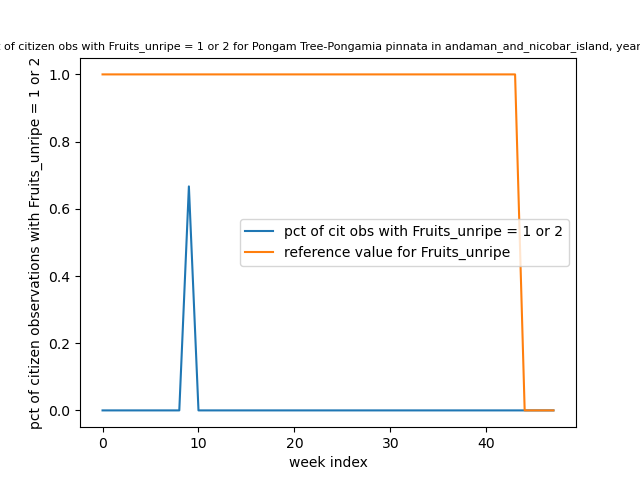 t of citizen obs with Fruits_unripe = 1 or 2 for Pongam Tree-Pongamia pinnata in andaman_and_nicobar_island, year
pct of citizen observations with Fruits_unripe = 1 or 2
1.0
0.8
0.6
0.4
0.2
0.0
pct of cit obs with Fruits_unripe = 1 or 2
reference value for Fruits_unripe
0 10 20 30 40
week index